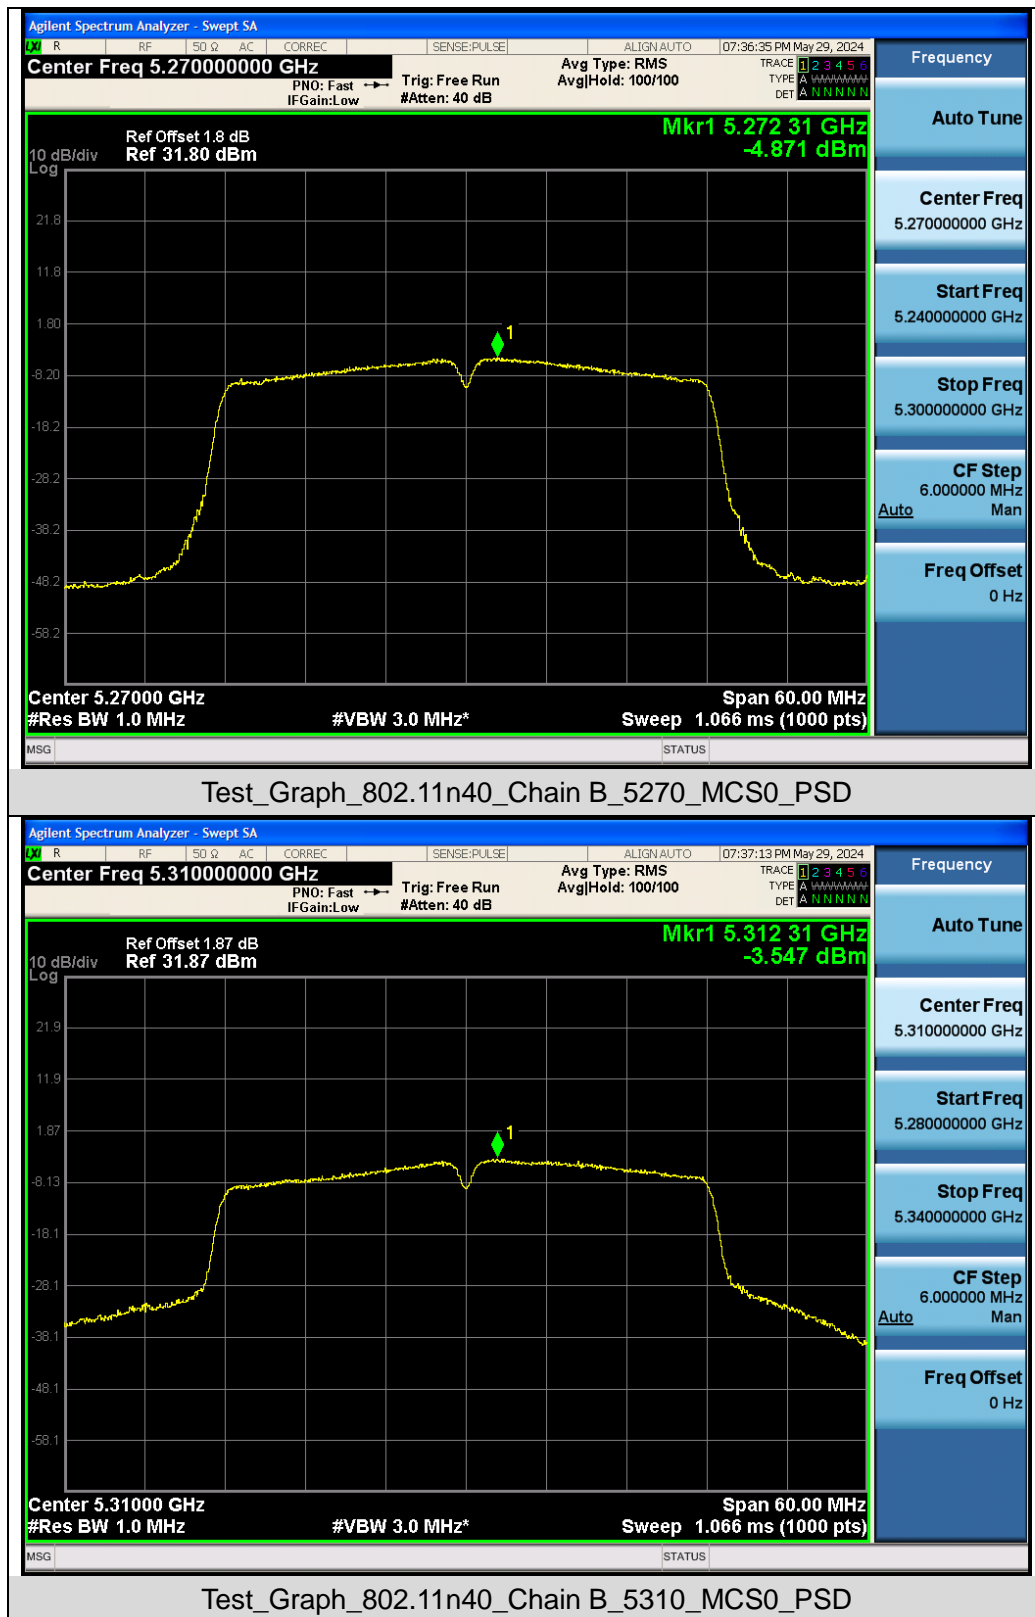 Agilent Spectrum Analyzer - Swept SA
LXI R RF 50 Ω AC CORREC SENSE:PULSE ALIGN AUTO 07:36:35 PM May 29, 2024
Center Freq 5.270000000 GHz
PNO: Fast
IFGain:Low
Trig: Free Run
#Atten: 40 dB
Avg Type: RMS
Avg|Hold: 100/100
TRACE 1 2 3 4 5 6
TYPE A WWWWW
DET A N N N N N
Frequency
Mkr1 5.272 31 GHz
-4.871 dBm
Ref Offset 1.8 dB
10 dB/div Ref 31.80 dBm
Log
21.8
11.8
1.80
1
-8.20
-18.2
-28.2
-38.2
-48.2
-58.2
Center 5.27000 GHz Span 60.00 MHz
#Res BW 1.0 MHz #VBW 3.0 MHz* Sweep 1.066 ms (1000 pts)
Auto Tune
Center Freq
5.270000000 GHz
Start Freq
5.240000000 GHz
Stop Freq
5.300000000 GHz
CF Step
6.000000 MHz
Auto Man
Freq Offset
0 Hz
MSG STATUS
Test_Graph_802.11n40_Chain B_5270_MCS0_PSD
Agilent Spectrum Analyzer - Swept SA
LXI R RF 50 Ω AC CORREC SENSE:PULSE ALIGN AUTO 07:37:13 PM May 29, 2024
Center Freq 5.310000000 GHz
PNO: Fast
IFGain:Low
Trig: Free Run
#Atten: 40 dB
Avg Type: RMS
Avg|Hold: 100/100
TRACE 1 2 3 4 5 6
TYPE A WWWWW
DET A N N N N N
Frequency
Mkr1 5.312 31 GHz
-3.547 dBm
Ref Offset 1.87 dB
10 dB/div Ref 31.87 dBm
Log
21.9
11.9
1.87
1
-8.13
-18.1
-28.1
-38.1
-48.1
-58.1
Center 5.31000 GHz Span 60.00 MHz
#Res BW 1.0 MHz #VBW 3.0 MHz* Sweep 1.066 ms (1000 pts)
Auto Tune
Center Freq
5.310000000 GHz
Start Freq
5.280000000 GHz
Stop Freq
5.340000000 GHz
CF Step
6.000000 MHz
Auto Man
Freq Offset
0 Hz
MSG STATUS
Test_Graph_802.11n40_Chain B_5310_MCS0_PSD